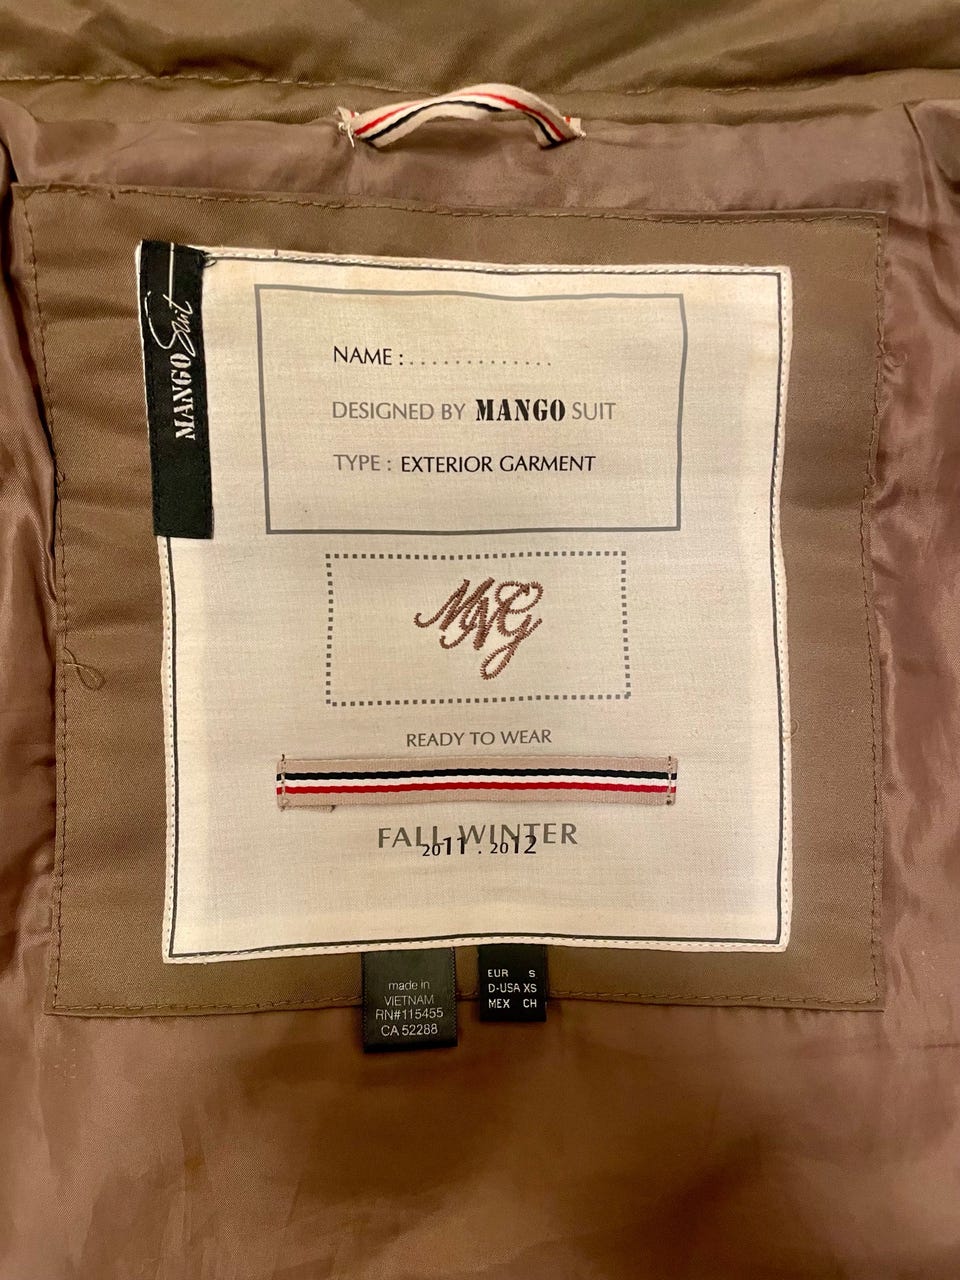 MANGO Suit
NAME : . . . . . . . . . . . . .
DESIGNED BY MANGO SUIT
TYPE : EXTERIOR GARMENT
MNG
READY TO WEAR
FALL WINTER
2011 . 2012
made in
VIETNAM
RN#115455
CA 52288
EUR S
D-USA XS
MEX CH